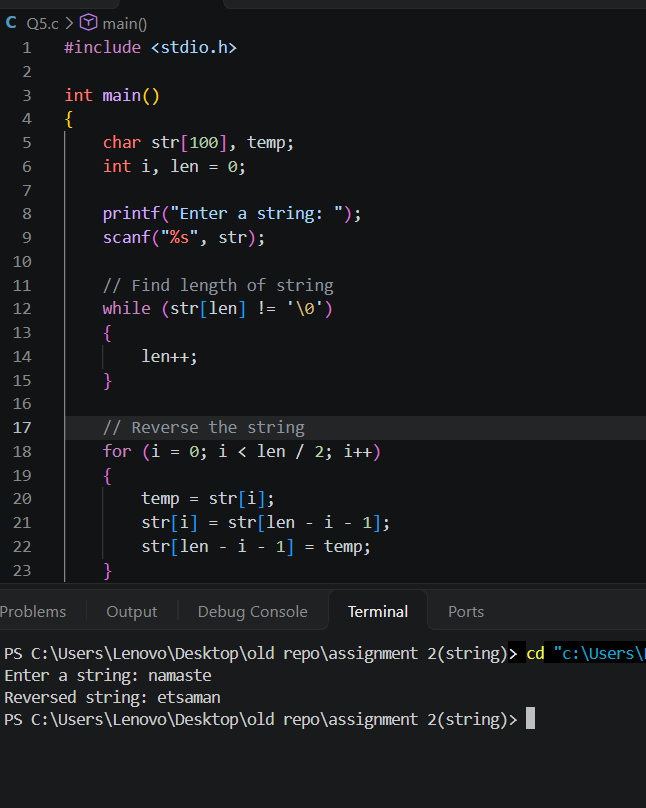 C Q5.c > main()
1 #include <stdio.h>
2
3 int main()
4 {
5 char str[100], temp;
6 int i, len = 0;
7
8 printf("Enter a string: ");
9 scanf("%s", str);
10
11 // Find length of string
12 while (str[len] != '\0')
13 {
14 len++;
15 }
16
17 // Reverse the string
18 for (i = 0; i < len / 2; i++)
19 {
20 temp = str[i];
21 str[i] = str[len - i - 1];
22 str[len - i - 1] = temp;
23 }
Problems Output Debug Console Terminal Ports
PS C:\Users\Lenovo\Desktop\old repo\assignment 2(string)> cd "c:\Users\
Enter a string: namaste
Reversed string: etsaman
PS C:\Users\Lenovo\Desktop\old repo\assignment 2(string)>